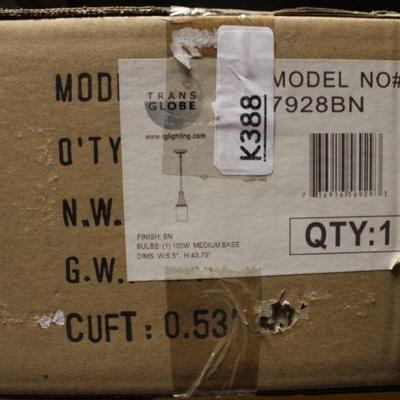 MOD
Q'TY
N.W.
G.W.
CUFT: 0.53'
TRANS
GLOBE
www.tglighting.com
K388
MODEL NO#
7928BN
FINISH: BN
BULBS: (1) 100W MEDIUM BASE
DIMS: W:5.5", H:43.75"
QTY:1